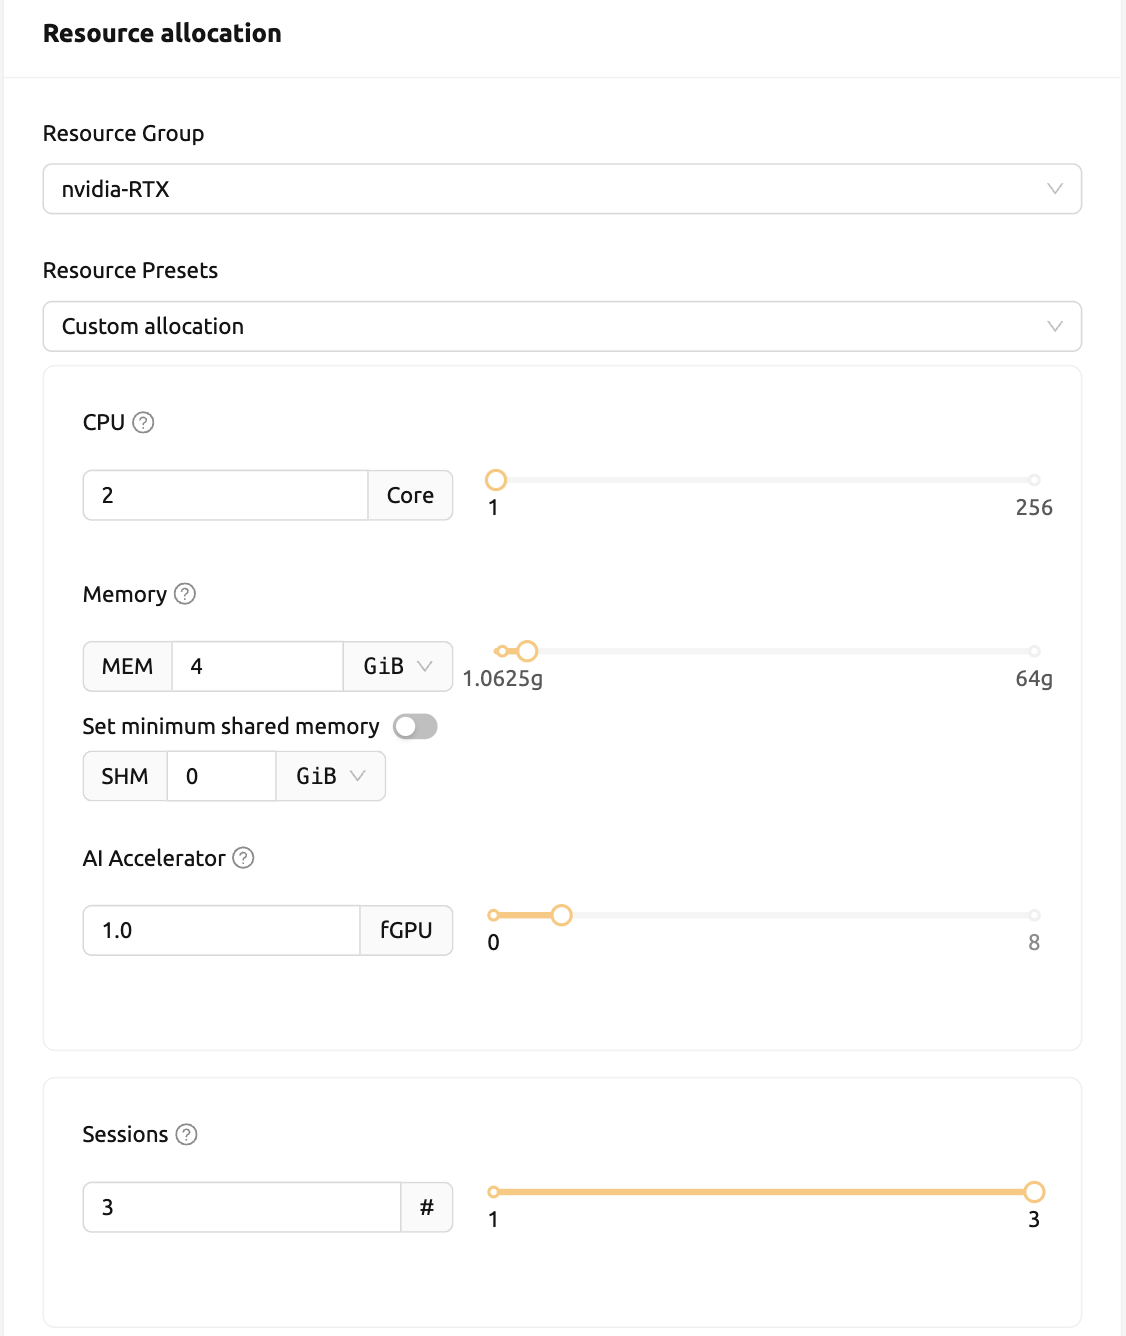 Resource allocation
Resource Group
nvidia-RTX
Resource Presets
Custom allocation
CPU ?
2 Core
1 256
Memory ?
MEM 4 GiB
1.0625g 64g
Set minimum shared memory
SHM 0 GiB
AI Accelerator ?
1.0 fGPU
0 8
Sessions ?
3 #
1 3